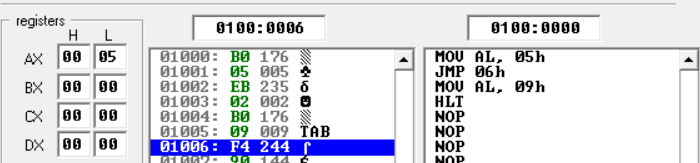 registers
H L
0100:0006
0100:0000
AX 00 05
BX 00 00
CX 00 00
DX 00 00
01000: B0 176 ▒
01001: 05 005 ♣
01002: EB 235 δ
01003: 02 002 ☻
01004: B0 176 ▒
01005: 09 009 TAB
01006: F4 244 ⌠
01007: 90 144 É
MOV AL, 05h
JMP 06h
MOV AL, 09h
HLT
NOP
NOP
NOP
NOP